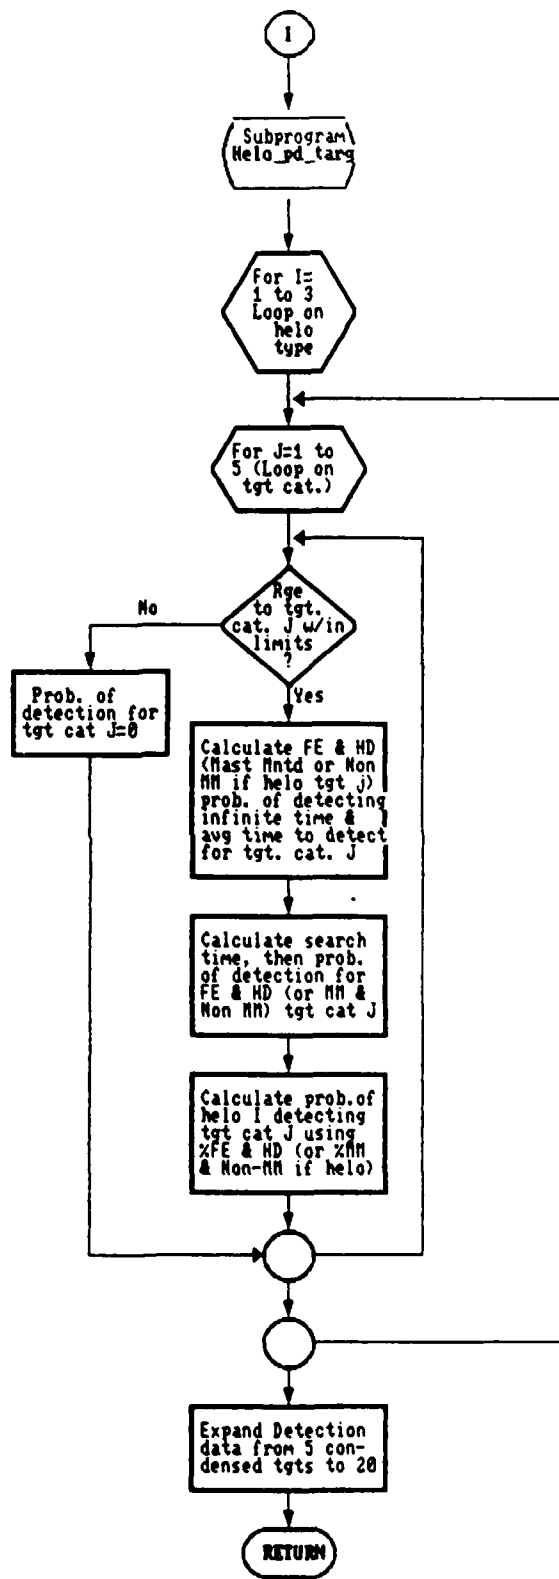 I
Subprogram
Helo_pd_targ
For I=
1 to 3
Loop on
helo
type
For J=1 to
5 (Loop on
tgt cat.)
Rge
to tgt.
cat. J w/in
limits
?
No
Yes
Prob. of
detection for
tgt cat J=0
Calculate FE & HD
(Mast Mntd or Non
MM if helo tgt j)
prob. of detecting
infinite time &
avg time to detect
for tgt. cat. J
Calculate search
time, then prob.
of detection for
FE & HD (or MM &
Non MM) tgt cat J
Calculate prob.of
helo I detecting
tgt cat J using
%FE & HD (or %MM
& Non-MM if helo)
Expand Detection
data from 5 con-
densed tgts to 20
RETURN